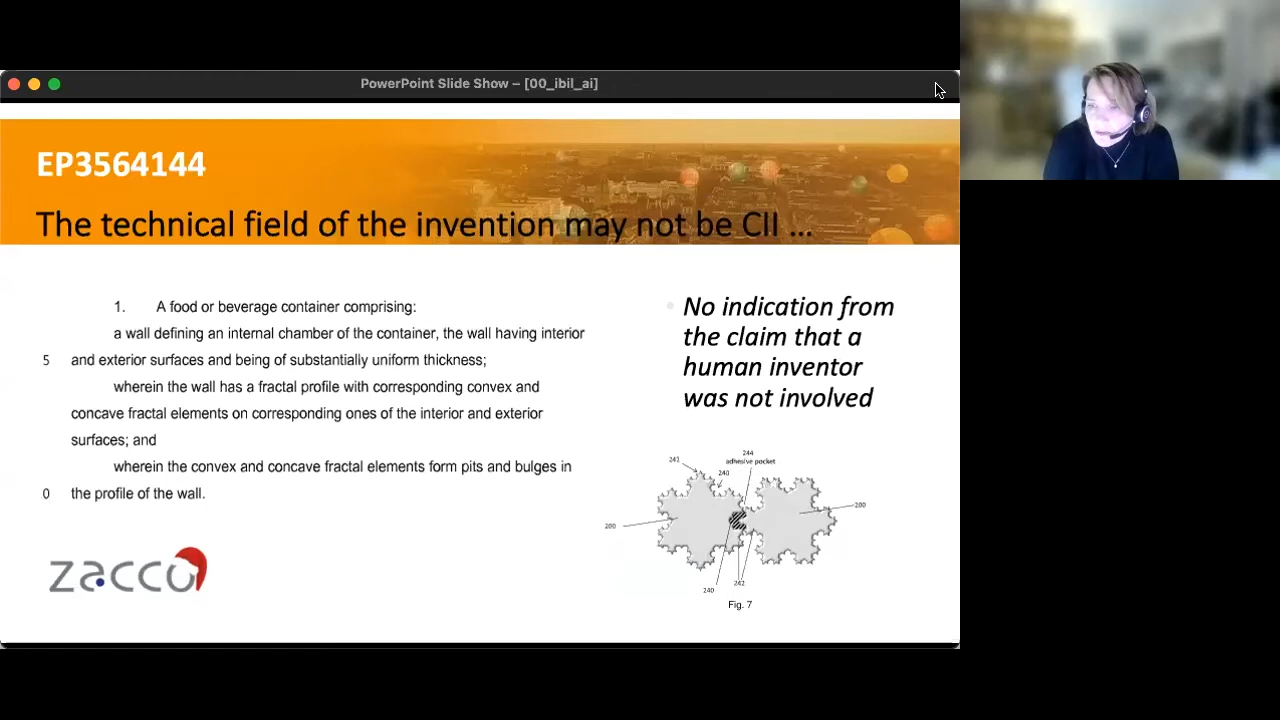 PowerPoint Slide Show – [00_ibil_ai]
EP3564144
The technical field of the invention may not be CII ...
1. A food or beverage container comprising:
a wall defining an internal chamber of the container, the wall having interior
5 and exterior surfaces and being of substantially uniform thickness;
wherein the wall has a fractal profile with corresponding convex and
concave fractal elements on corresponding ones of the interior and exterior
surfaces; and
wherein the convex and concave fractal elements form pits and bulges in
0 the profile of the wall.
• No indication from
the claim that a
human inventor
was not involved
244
adhesive pocket
241
240
200
200
242
240
Fig. 7
zacco